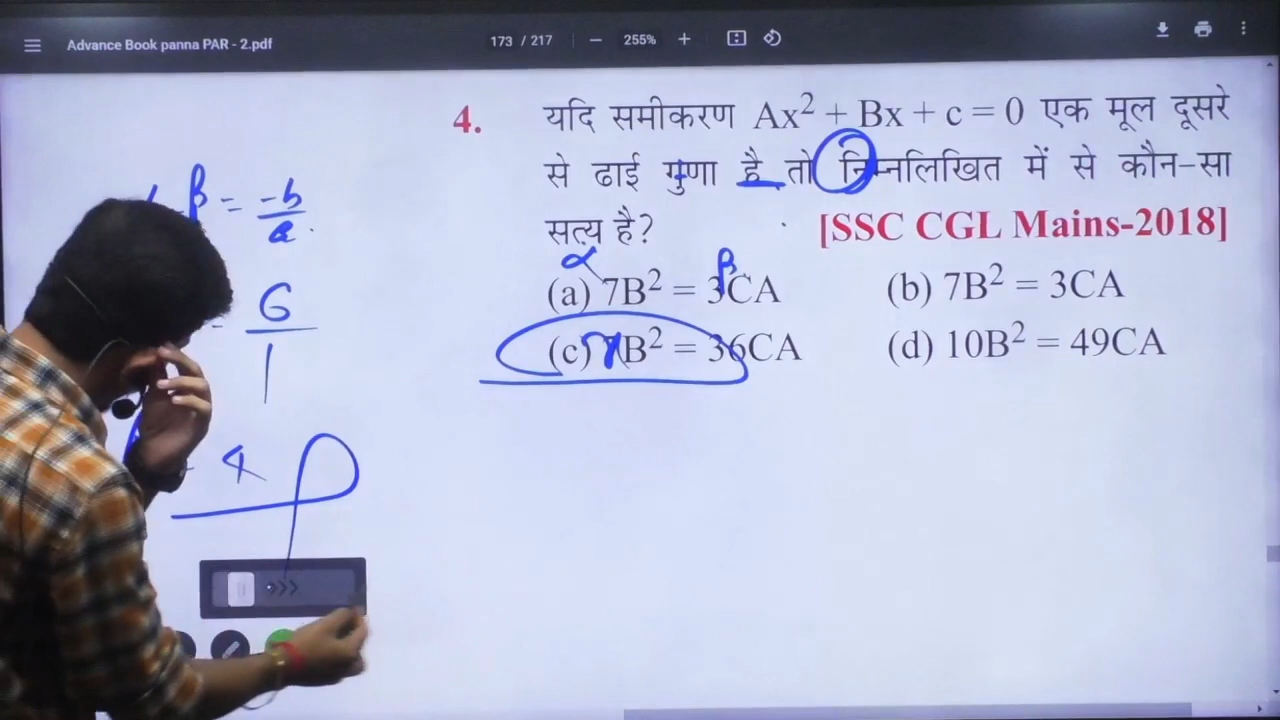 Advance Book panna PAR - 2.pdf
173 / 217
255%
4. यदि समीकरण Ax² + Bx + c = 0 एक मूल दूसरे
से ढाई गुणा है तो निम्नलिखित में से कौन-सा
सत्य है?
[SSC CGL Mains-2018]
α β
(a) 7B² = 3CA
(b) 7B² = 3CA
(c) 7B² = 36CA
(d) 10B² = 49CA
β = -b/a
6/1